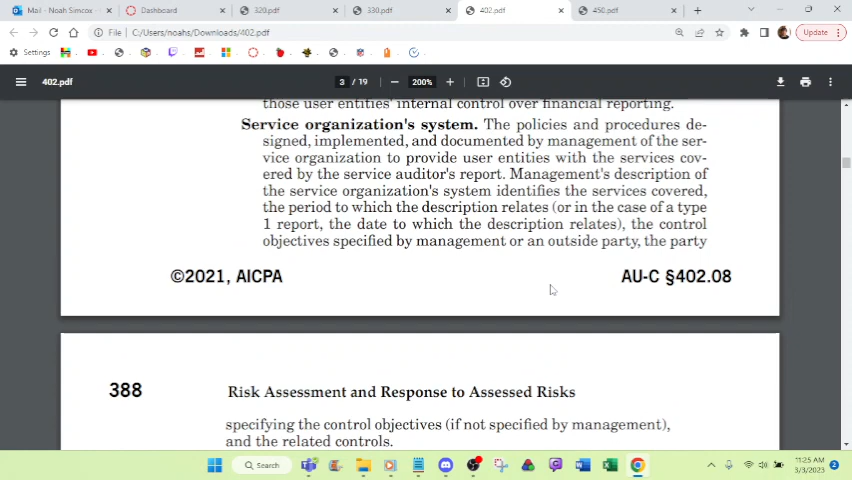 Mail - Noah Simcox -
Dashboard
320.pdf
330.pdf
402.pdf
450.pdf
File
C:/Users/noahs/Downloads/402.pdf
Update
Settings
402.pdf
3 / 19
200%
those user entities' internal control over financial reporting.
Service organization's system. The policies and procedures de-
signed, implemented, and documented by management of the ser-
vice organization to provide user entities with the services cov-
ered by the service auditor's report. Management's description of
the service organization's system identifies the services covered,
the period to which the description relates (or in the case of a type
1 report, the date to which the description relates), the control
objectives specified by management or an outside party, the party
©2021, AICPA
AU-C §402.08
388
Risk Assessment and Response to Assessed Risks
specifying the control objectives (if not specified by management),
and the related controls.
Search
11:25 AM
3/3/2023
2